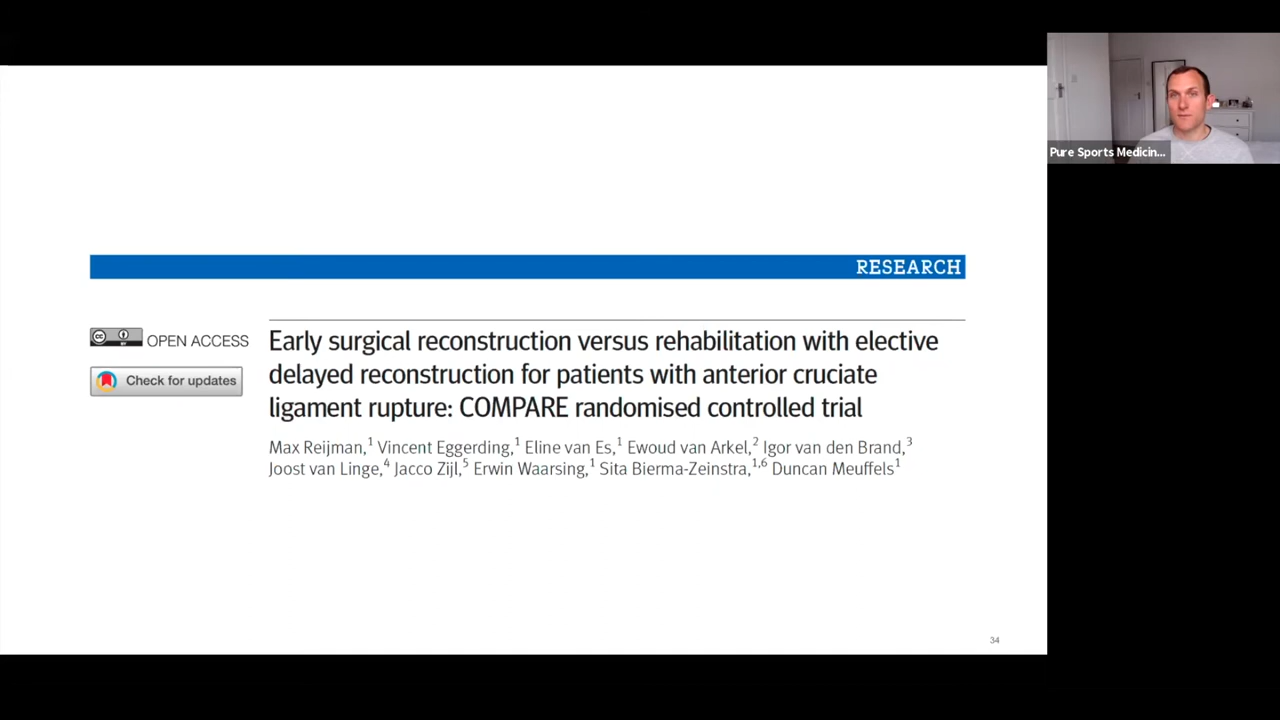 Pure Sports Medicin...
RESEARCH
OPEN ACCESS
Check for updates
Early surgical reconstruction versus rehabilitation with elective
delayed reconstruction for patients with anterior cruciate
ligament rupture: COMPARE randomised controlled trial
Max Reijman,1 Vincent Eggerding,1 Eline van Es,1 Ewoud van Arkel,2 Igor van den Brand,3
Joost van Linge,4 Jacco Zijl,5 Erwin Waarsing,1 Sita Bierma-Zeinstra,1,6 Duncan Meuffels1
34